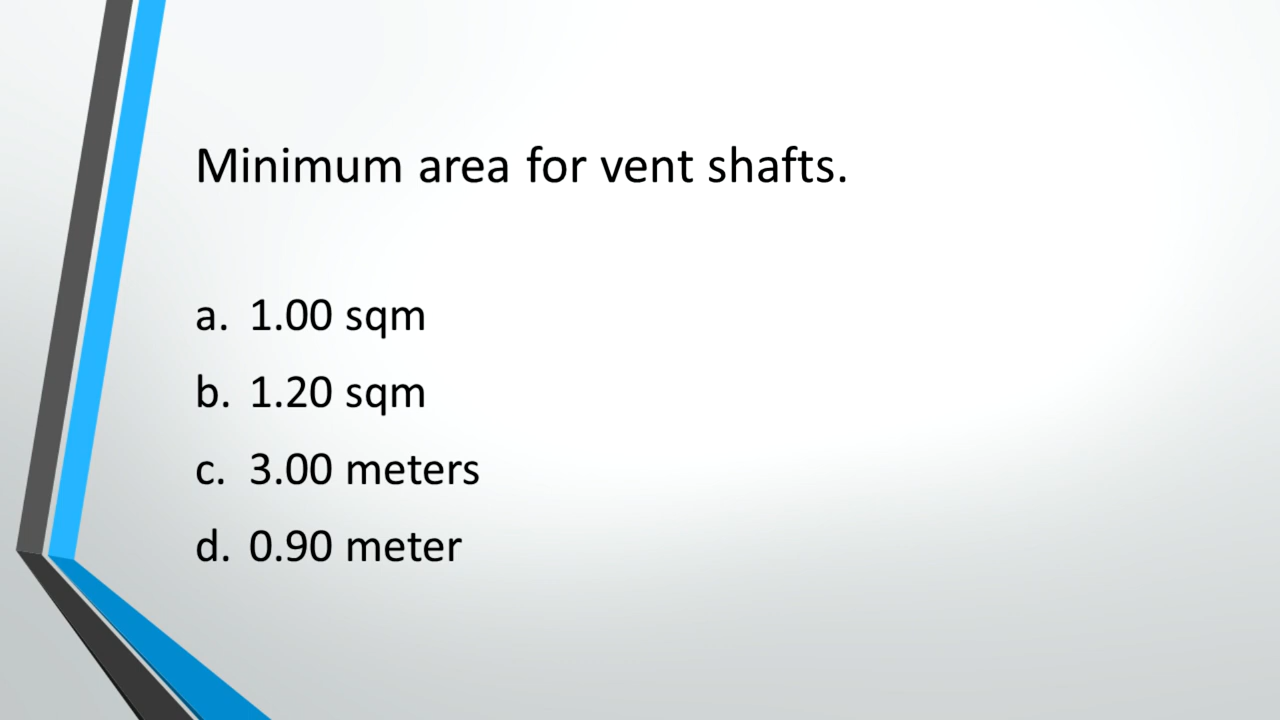 Minimum area for vent shafts.
a. 1.00 sqm
b. 1.20 sqm
c. 3.00 meters
d. 0.90 meter